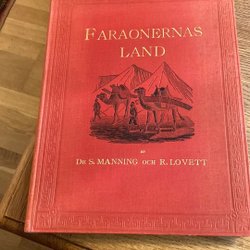 FARAONERNAS
LAND
AF
DR S. MANNING OCH R. LOVETT